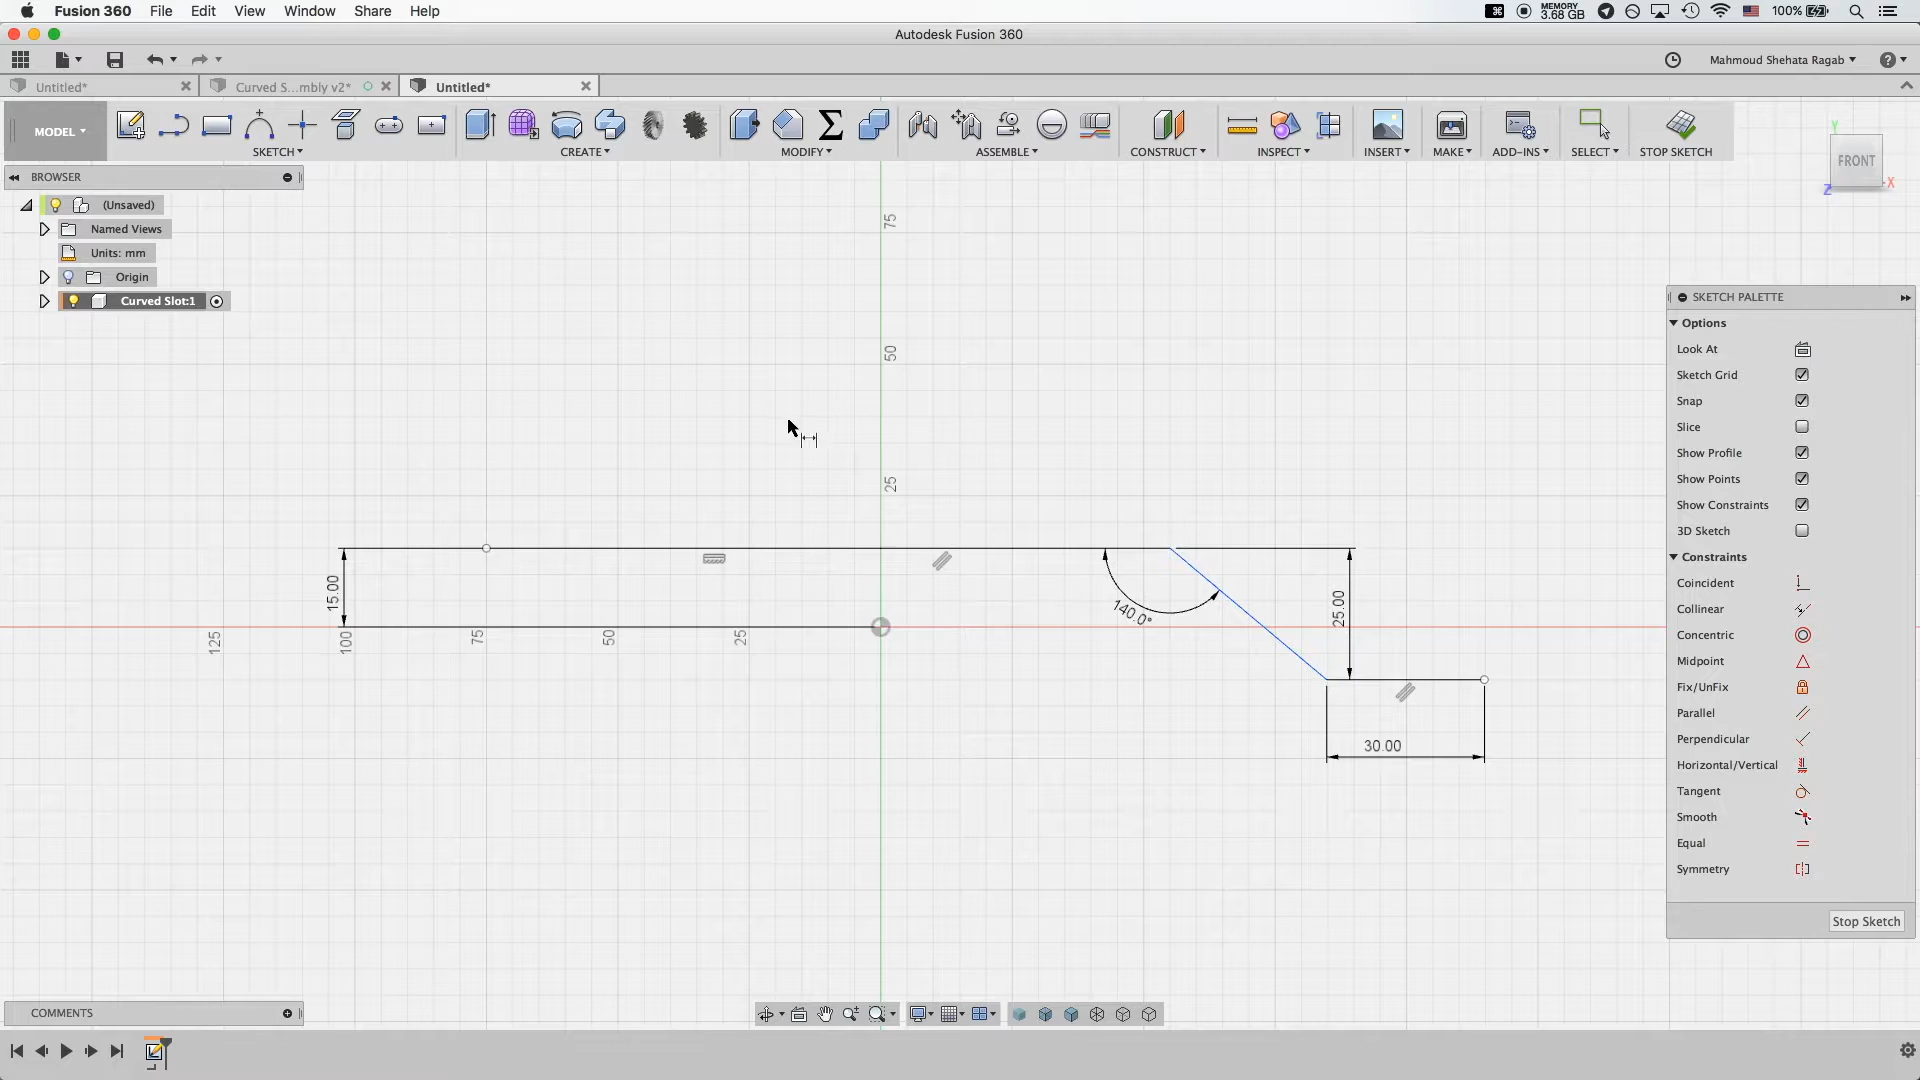 Fusion 360 File Edit View Window Share Help
MEMORY
3.68 GB
100%
Autodesk Fusion 360
Mahmoud Shehata Ragab
Untitled*
Curved S...mbly v2*
Untitled*
MODEL
SKETCH
CREATE
MODIFY
ASSEMBLE
CONSTRUCT
INSPECT
INSERT
MAKE
ADD-INS
SELECT
STOP SKETCH
Y
FRONT
X
Z
BROWSER
(Unsaved)
Named Views
Units: mm
Origin
Curved Slot:1
75
50
25
15.00
140.0°
25.00
125
100
75
50
25
30.00
SKETCH PALETTE
Options
Look At
Sketch Grid
Snap
Slice
Show Profile
Show Points
Show Constraints
3D Sketch
Constraints
Coincident
Collinear
Concentric
Midpoint
Fix/UnFix
Parallel
Perpendicular
Horizontal/Vertical
Tangent
Smooth
Equal
Symmetry
Stop Sketch
COMMENTS